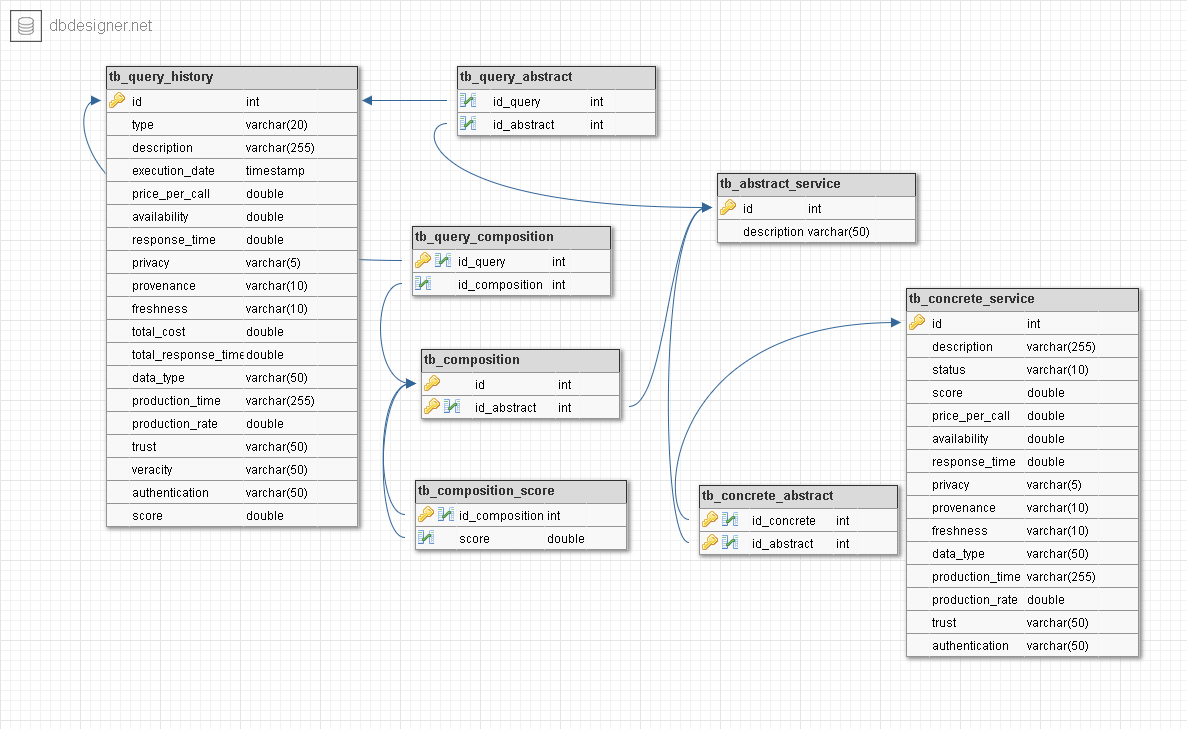 dbdesigner.net
tb_query_history
id int
type varchar(20)
description varchar(255)
execution_date timestamp
price_per_call double
availability double
response_time double
privacy varchar(5)
provenance varchar(10)
freshness varchar(10)
total_cost double
total_response_time double
data_type varchar(50)
production_time varchar(255)
production_rate double
trust varchar(50)
veracity varchar(50)
authentication varchar(50)
score double
tb_query_abstract
id_query int
id_abstract int
tb_abstract_service
id int
description varchar(50)
tb_query_composition
id_query int
id_composition int
tb_composition
id int
id_abstract int
tb_composition_score
id_composition int
score double
tb_concrete_abstract
id_concrete int
id_abstract int
tb_concrete_service
id int
description varchar(255)
status varchar(10)
score double
price_per_call double
availability double
response_time double
privacy varchar(5)
provenance varchar(10)
freshness varchar(10)
data_type varchar(50)
production_time varchar(255)
production_rate double
trust varchar(50)
authentication varchar(50)